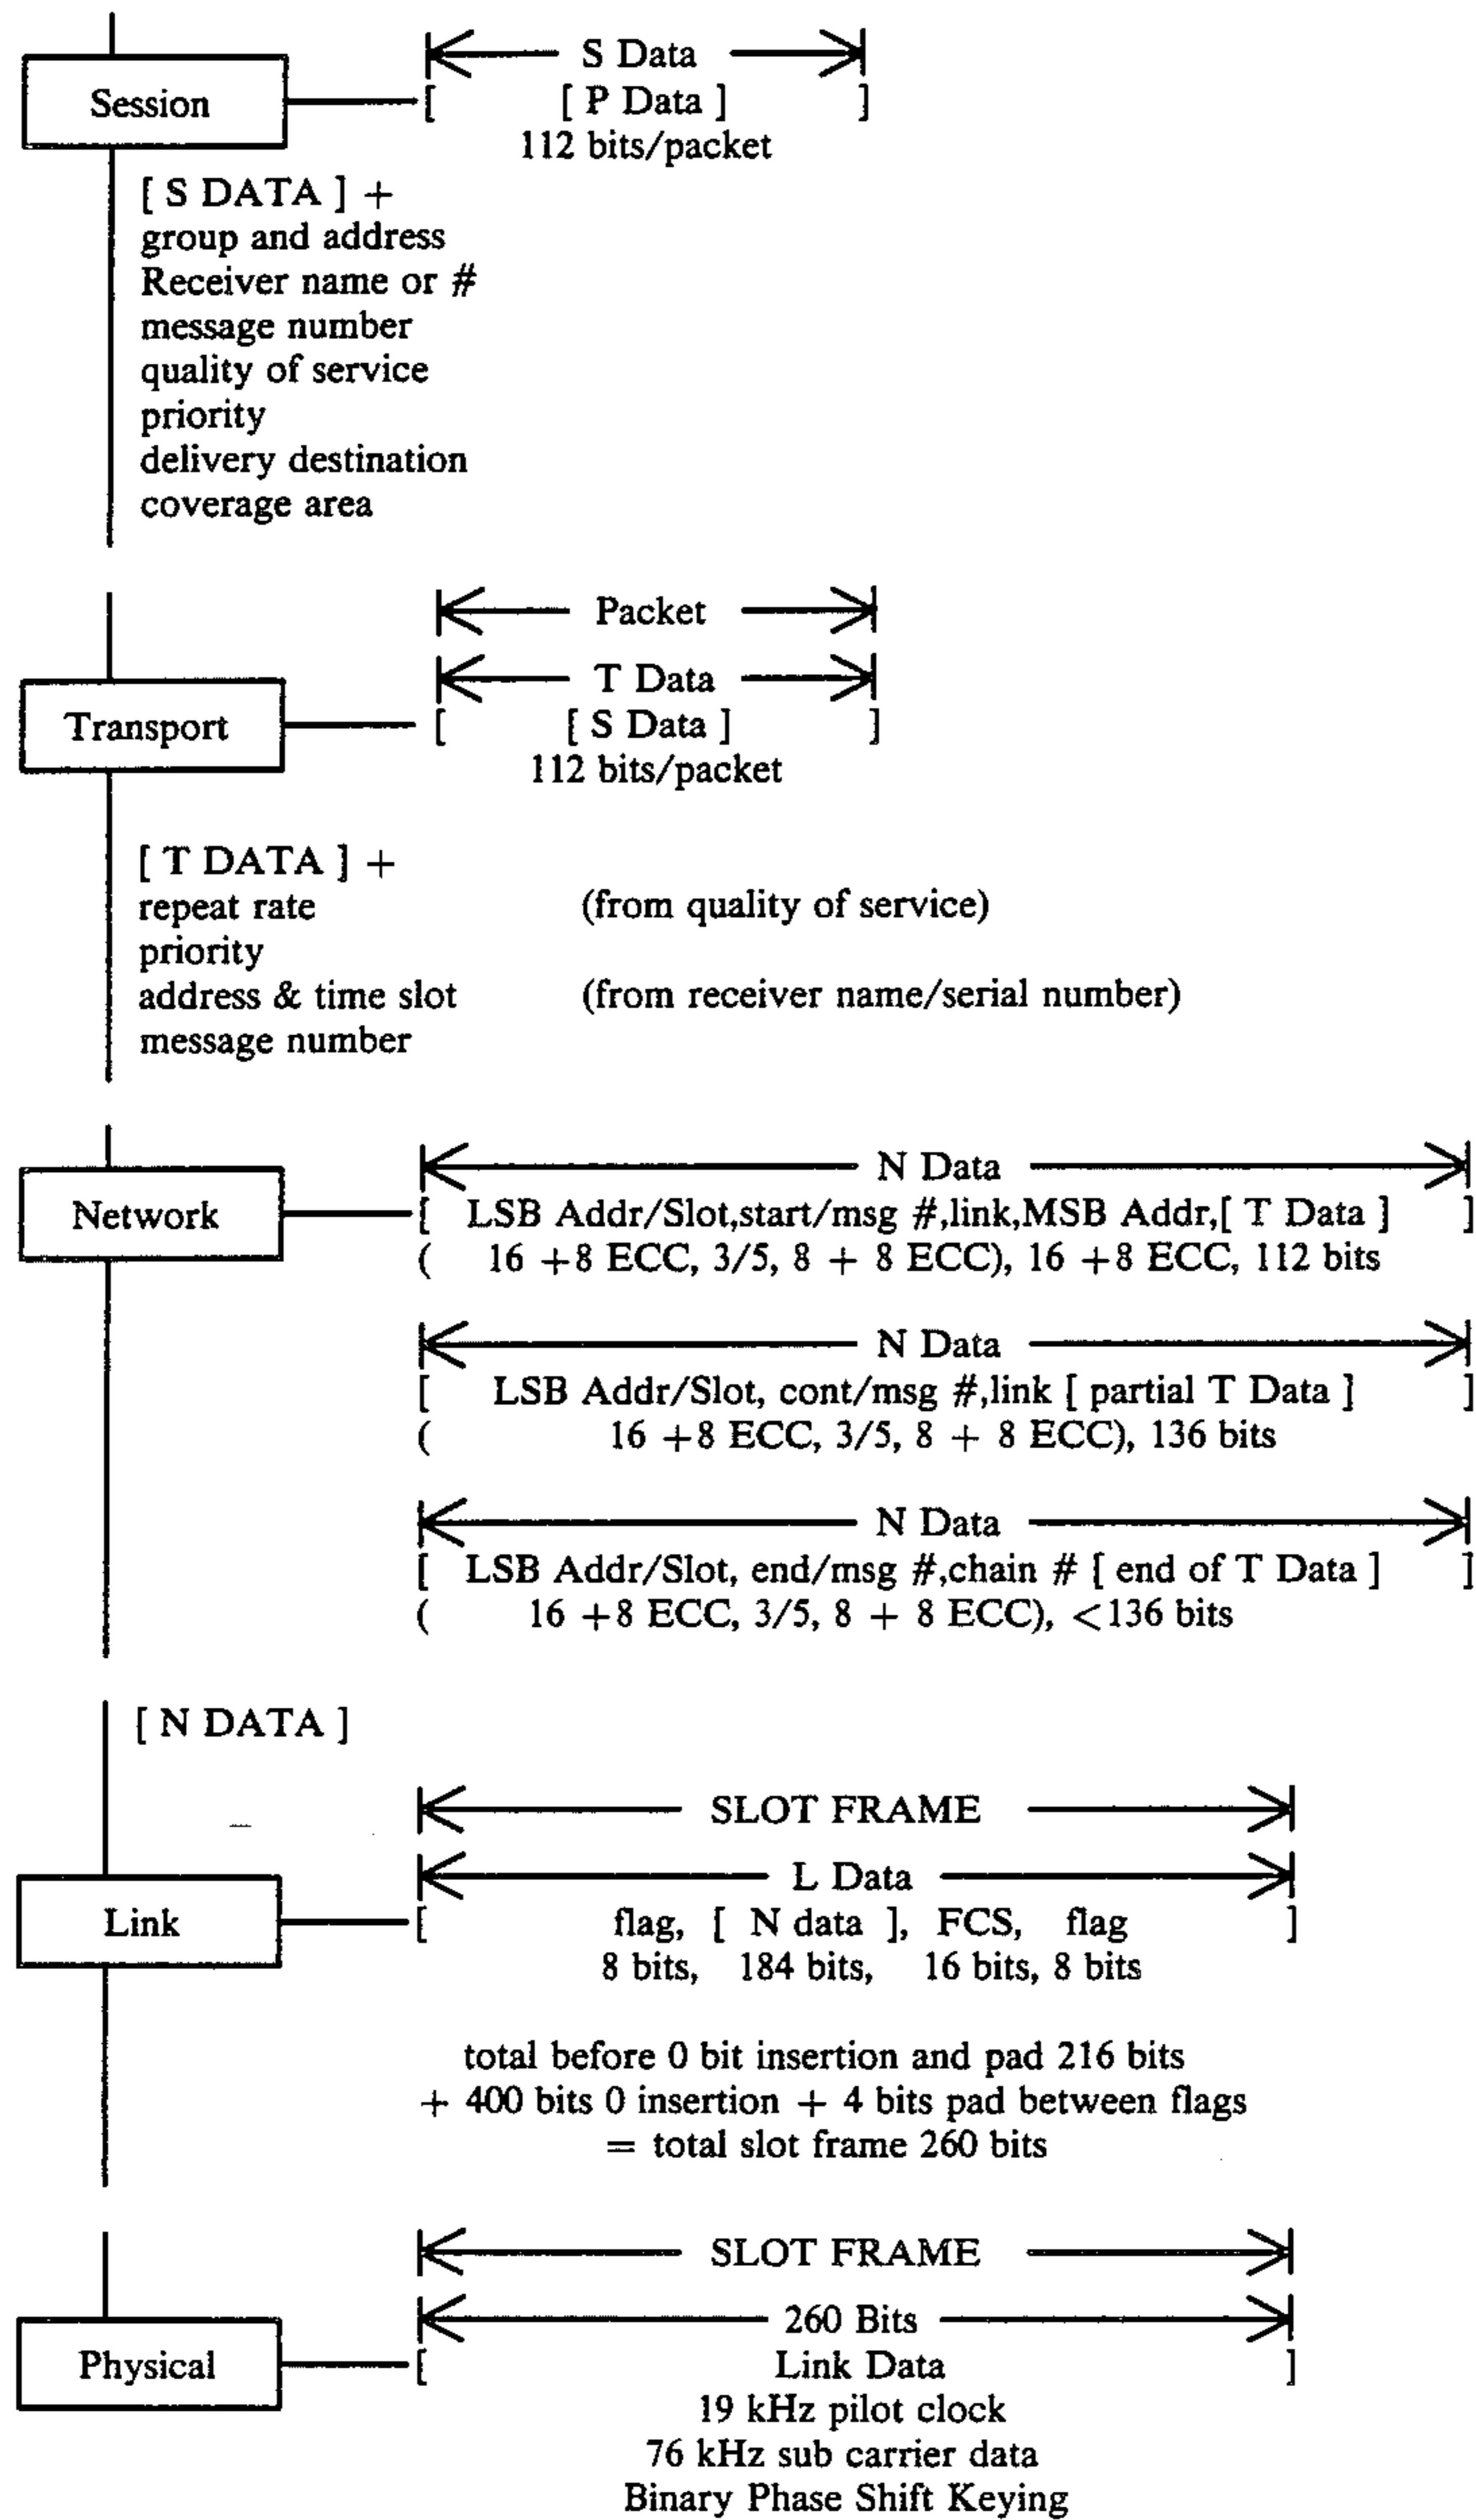 S Data
Session [ [ P Data ] ]
112 bits/packet
[ S DATA ] +
group and address
Receiver name or #
message number
quality of service
priority
delivery destination
coverage area
Packet
T Data
Transport [ [ S Data ] ]
112 bits/packet
[ T DATA ] +
repeat rate (from quality of service)
priority
address & time slot (from receiver name/serial number)
message number
N Data
Network [ LSB Addr/Slot,start/msg #,link,MSB Addr,[ T Data ] ]
( 16 +8 ECC, 3/5, 8 + 8 ECC), 16 +8 ECC, 112 bits
N Data
[ LSB Addr/Slot, cont/msg #,link [ partial T Data ] ]
( 16 +8 ECC, 3/5, 8 + 8 ECC), 136 bits
N Data
[ LSB Addr/Slot, end/msg #,chain # [ end of T Data ] ]
( 16 +8 ECC, 3/5, 8 + 8 ECC), <136 bits
[ N DATA ]
SLOT FRAME
L Data
Link [ flag, [ N data ], FCS, flag ]
8 bits, 184 bits, 16 bits, 8 bits
total before 0 bit insertion and pad 216 bits
+ 400 bits 0 insertion + 4 bits pad between flags
= total slot frame 260 bits
SLOT FRAME
260 Bits
Physical [ Link Data ]
19 kHz pilot clock
76 kHz sub carrier data
Binary Phase Shift Keying